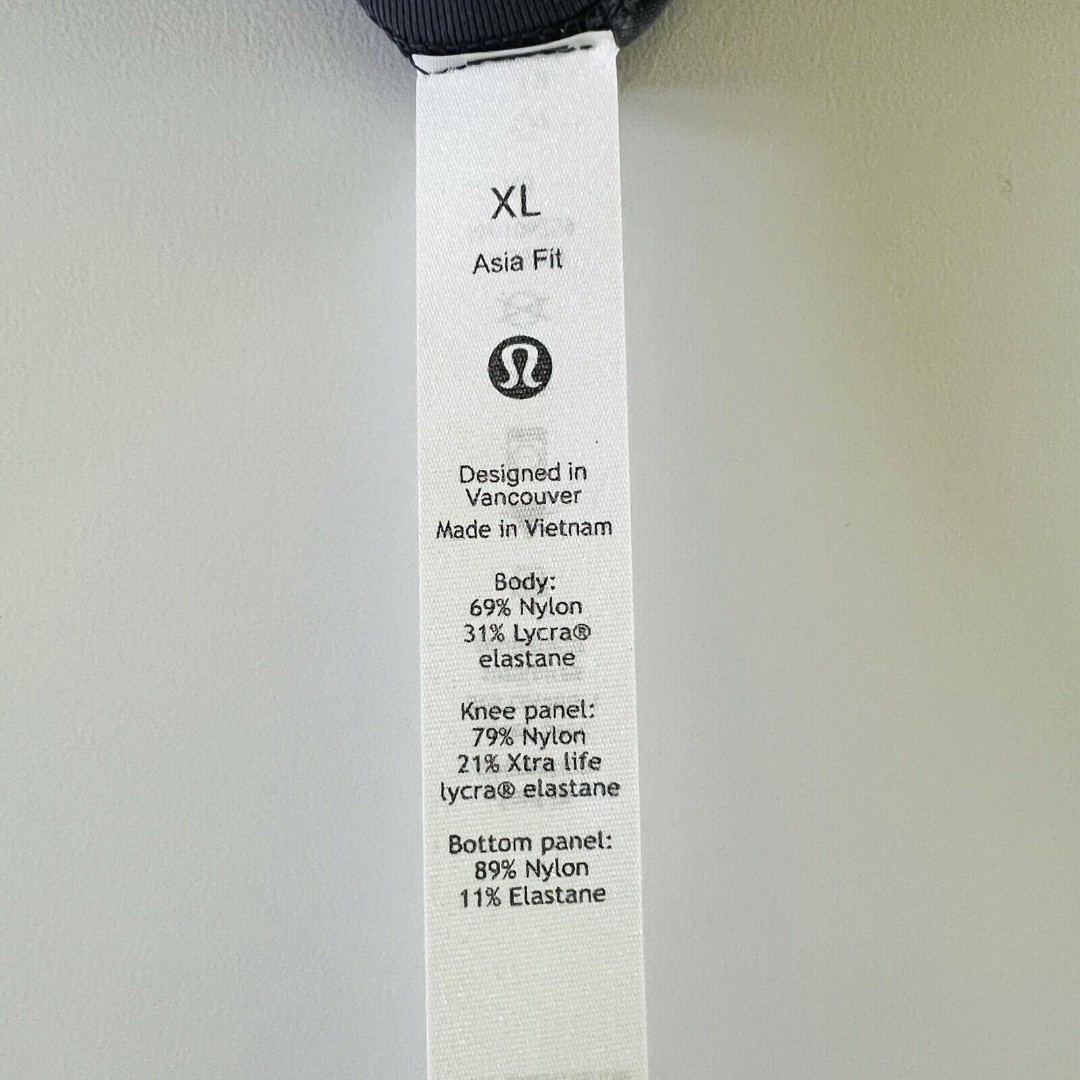 XL
Asia Fit
Designed in
Vancouver
Made in Vietnam
Body:
69% Nylon
31% Lycra®
elastane
Knee panel:
79% Nylon
21% Xtra life
lycra® elastane
Bottom panel:
89% Nylon
11% Elastane